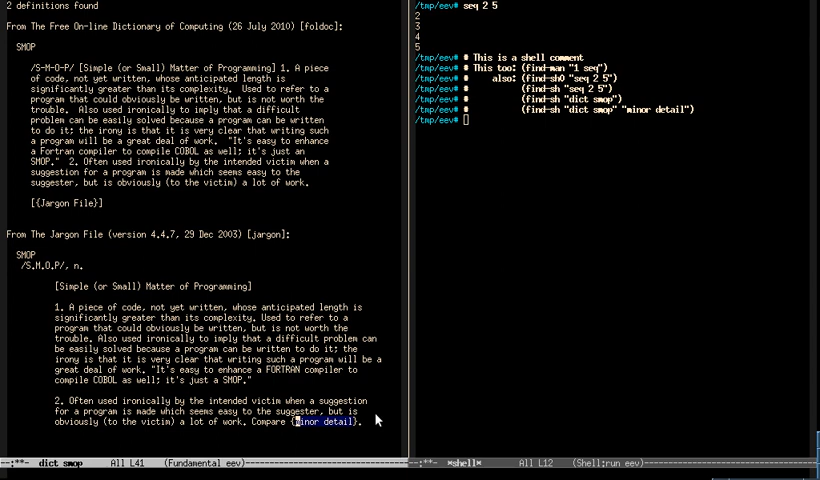 2 definitions found
From The Free On-line Dictionary of Computing (26 July 2010) [foldoc]:
SMOP
/S-M-O-P/ [Simple (or Small) Matter of Programming] 1. A piece
of code, not yet written, whose anticipated length is
significantly greater than its complexity.  Used to refer to a
program that could obviously be written, but is not worth the
trouble.  Also used ironically to imply that a difficult
problem can be easily solved because a program can be written
to do it; the irony is that it is very clear that writing such
a program will be a great deal of work.  "It's easy to enhance
a Fortran compiler to compile COBOL as well; it's just an
SMOP."  2. Often used ironically by the intended victim when a
suggestion for a program is made which seems easy to the
suggester, but is obviously (to the victim) a lot of work.
[{Jargon File}]
From The Jargon File (version 4.4.7, 29 Dec 2003) [jargon]:
SMOP
/S.M.O.P/, n.
[Simple (or Small) Matter of Programming]
1. A piece of code, not yet written, whose anticipated length is
significantly greater than its complexity. Used to refer to a
program that could obviously be written, but is not worth the
trouble. Also used ironically to imply that a difficult problem can
be easily solved because a program can be written to do it; the
irony is that it is very clear that writing such a program will be a
great deal of work. "It's easy to enhance a FORTRAN compiler to
compile COBOL as well; it's just a SMOP."
2. Often used ironically by the intended victim when a suggestion
for a program is made which seems easy to the suggester, but is
obviously (to the victim) a lot of work. Compare {minor detail}.
--:**-  dict smop      All L41    (Fundamental eev)
/tmp/eev# seq 2 5
2
3
4
5
/tmp/eev# # This is a shell comment
/tmp/eev# # This too: (find-man "1 seq")
/tmp/eev# #     also: (find-sh0 "seq 2 5")
/tmp/eev# #           (find-sh "seq 2 5")
/tmp/eev# #           (find-sh "dict smop")
/tmp/eev# #           (find-sh "dict smop" "minor detail")
/tmp/eev#
--:**-  *shell*        All L12    (Shell:run eev)